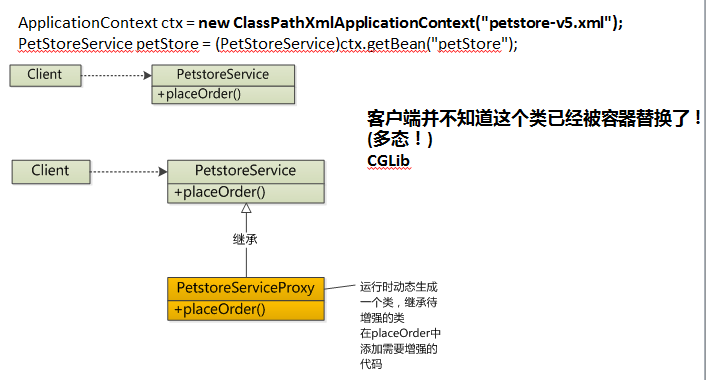 ApplicationContext ctx = new ClassPathXmlApplicationContext("petstore-v5.xml");
PetStoreService petStore = (PetStoreService)ctx.getBean("petStore");
Client
PetstoreService
+placeOrder()
客户端并不知道这个类已经被容器替换了！
(多态！)
CGLib
Client
PetstoreService
+placeOrder()
继承
PetstoreServiceProxy
+placeOrder()
运行时动态生成
一个类，继承待
增强的类
在placeOrder中
添加需要增强的
代码